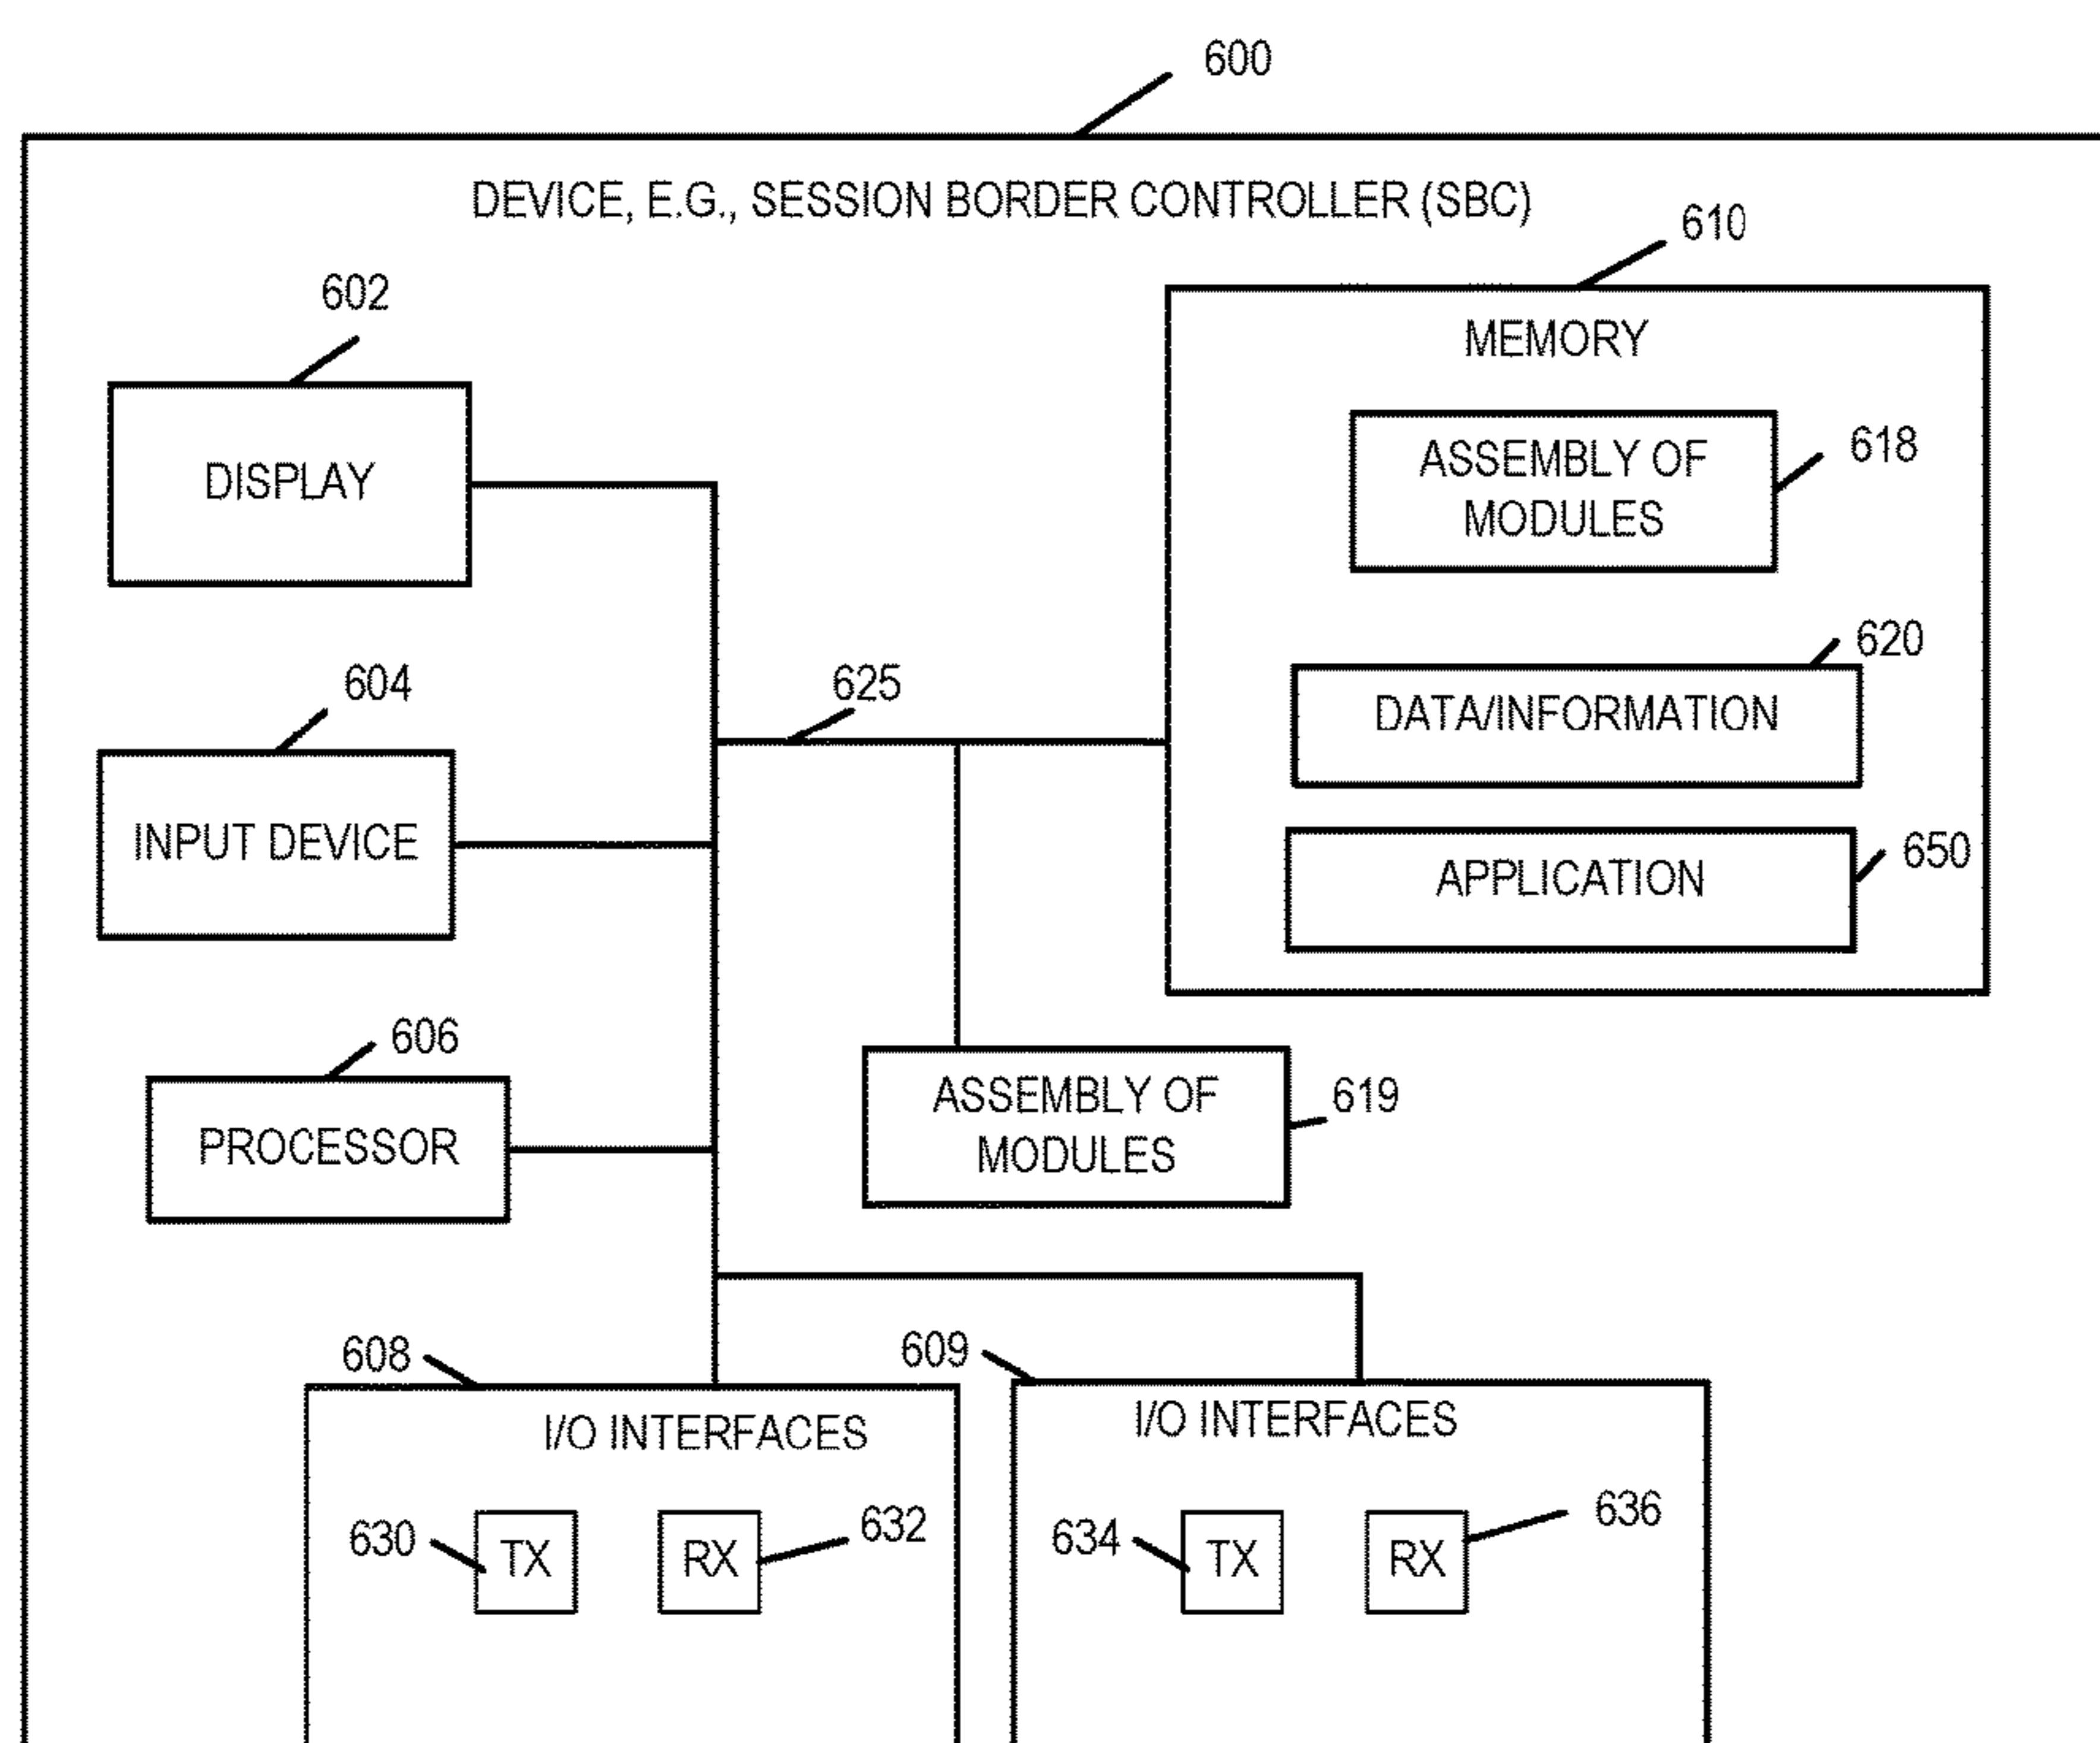 600
DEVICE, E.G., SESSION BORDER CONTROLLER (SBC)
610
602
MEMORY
DISPLAY
ASSEMBLY OF
MODULES
618
620
604
625
DATA/INFORMATION
INPUT DEVICE
APPLICATION
650
606
PROCESSOR
ASSEMBLY OF
MODULES
619
608
609
I/O INTERFACES
I/O INTERFACES
630
TX
RX
632
634
TX
RX
636